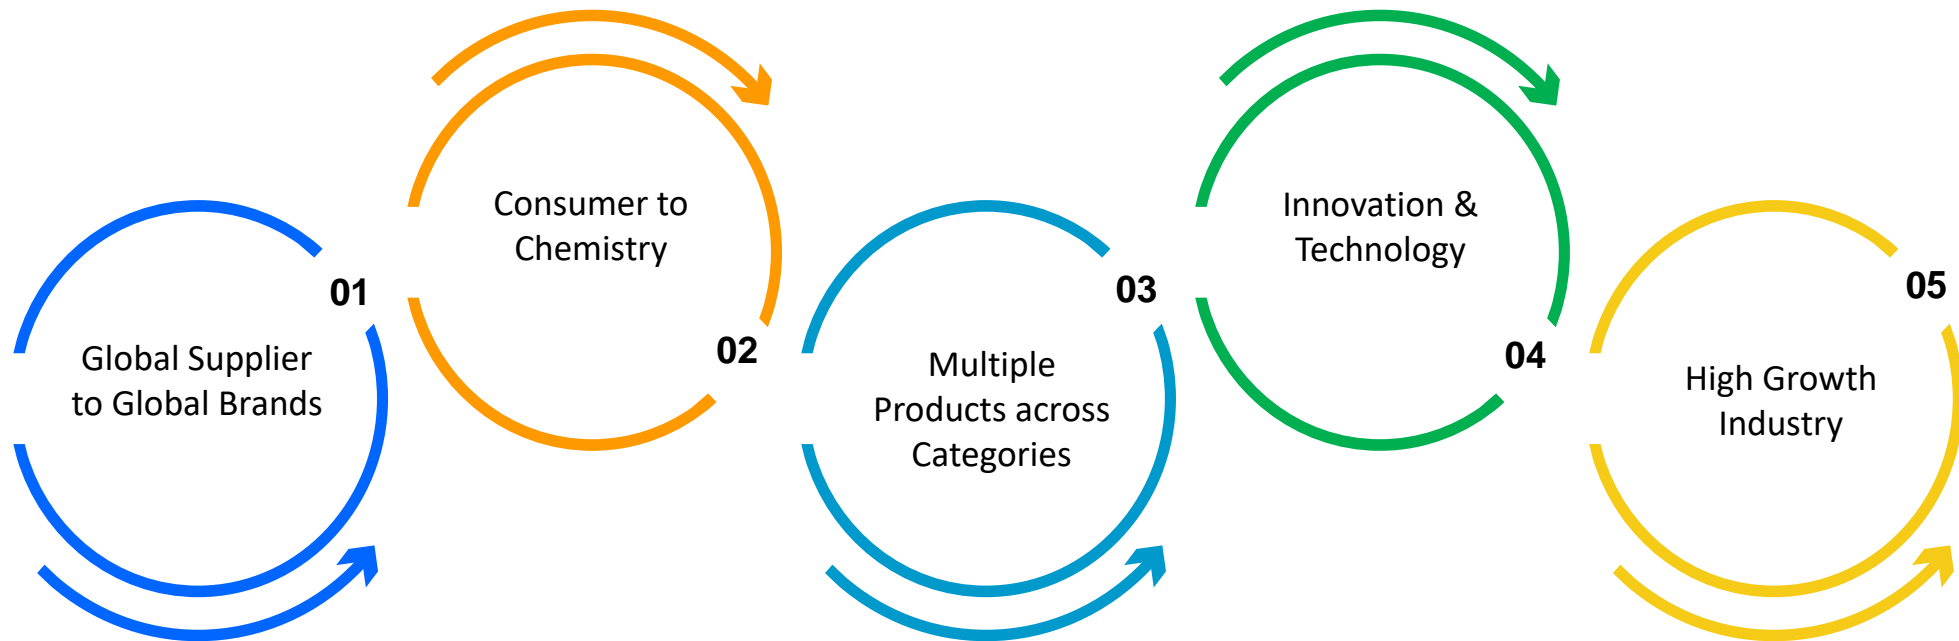 01
Global Supplier
to Global Brands
02
Consumer to
Chemistry
03
Multiple
Products across
Categories
04
Innovation &
Technology
05
High Growth
Industry